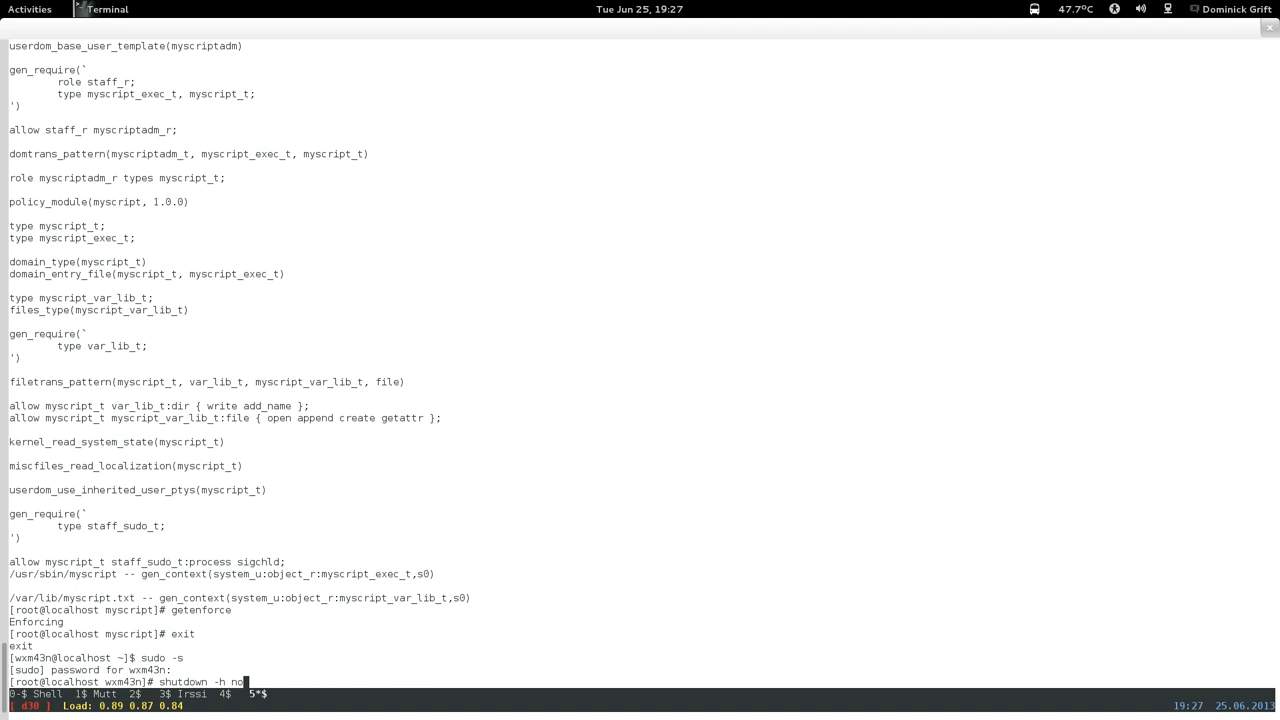 Activities Terminal Tue Jun 25, 19:27 47.7°C Dominick Grift
userdom_base_user_template(myscriptadm)
gen_require(`
role staff_r;
type myscript_exec_t, myscript_t;
')
allow staff_r myscriptadm_r;
domtrans_pattern(myscriptadm_t, myscript_exec_t, myscript_t)
role myscriptadm_r types myscript_t;
policy_module(myscript, 1.0.0)
type myscript_t;
type myscript_exec_t;
domain_type(myscript_t)
domain_entry_file(myscript_t, myscript_exec_t)
type myscript_var_lib_t;
files_type(myscript_var_lib_t)
gen_require(`
type var_lib_t;
')
filetrans_pattern(myscript_t, var_lib_t, myscript_var_lib_t, file)
allow myscript_t var_lib_t:dir { write add_name };
allow myscript_t myscript_var_lib_t:file { open append create getattr };
kernel_read_system_state(myscript_t)
miscfiles_read_localization(myscript_t)
userdom_use_inherited_user_ptys(myscript_t)
gen_require(`
type staff_sudo_t;
')
allow myscript_t staff_sudo_t:process sigchld;
/usr/sbin/myscript -- gen_context(system_u:object_r:myscript_exec_t,s0)
/var/lib/myscript.txt -- gen_context(system_u:object_r:myscript_var_lib_t,s0)
[root@localhost myscript]# getenforce
Enforcing
[root@localhost myscript]# exit
exit
[wxm43n@localhost ~]$ sudo -s
[sudo] password for wxm43n:
[root@localhost wxm43n]# shutdown -h no
0-$ Shell 1$ Mutt 2$ 3$ Irssi 4$ 5*$
[ d30 ] Load: 0.89 0.87 0.84 19:27 25.06.2013